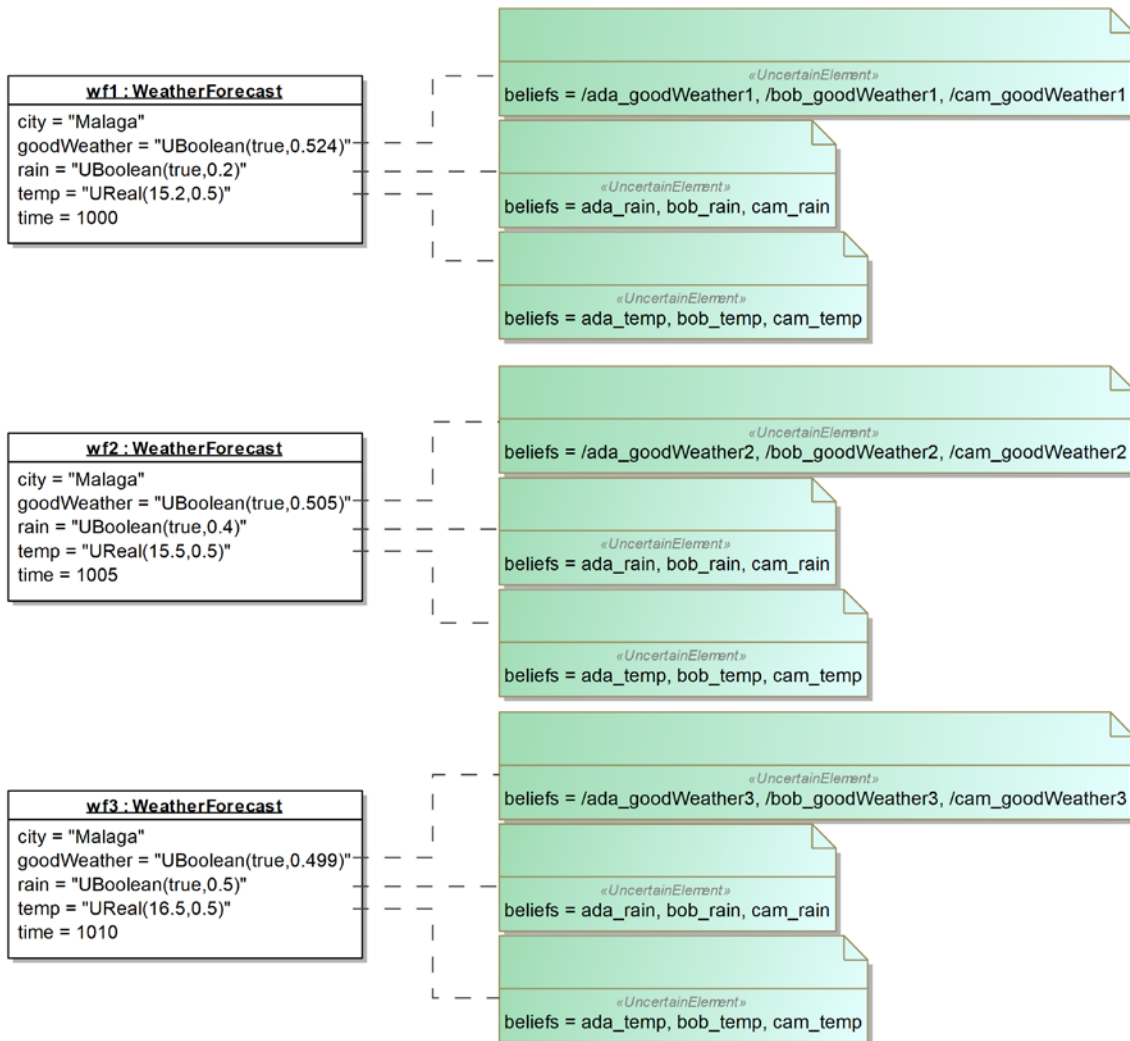 wf1 : WeatherForecast
city = "Malaga"
goodWeather = "UBoolean(true,0.524)"
rain = "UBoolean(true,0.2)"
temp = "UReal(15.2,0.5)"
time = 1000
«UncertainElement»
beliefs = /ada_goodWeather1, /bob_goodWeather1, /cam_goodWeather1
«UncertainElement»
beliefs = ada_rain, bob_rain, cam_rain
«UncertainElement»
beliefs = ada_temp, bob_temp, cam_temp
wf2 : WeatherForecast
city = "Malaga"
goodWeather = "UBoolean(true,0.505)"
rain = "UBoolean(true,0.4)"
temp = "UReal(15.5,0.5)"
time = 1005
«UncertainElement»
beliefs = /ada_goodWeather2, /bob_goodWeather2, /cam_goodWeather2
«UncertainElement»
beliefs = ada_rain, bob_rain, cam_rain
«UncertainElement»
beliefs = ada_temp, bob_temp, cam_temp
wf3 : WeatherForecast
city = "Malaga"
goodWeather = "UBoolean(true,0.499)"
rain = "UBoolean(true,0.5)"
temp = "UReal(16.5,0.5)"
time = 1010
«UncertainElement»
beliefs = /ada_goodWeather3, /bob_goodWeather3, /cam_goodWeather3
«UncertainElement»
beliefs = ada_rain, bob_rain, cam_rain
«UncertainElement»
beliefs = ada_temp, bob_temp, cam_temp